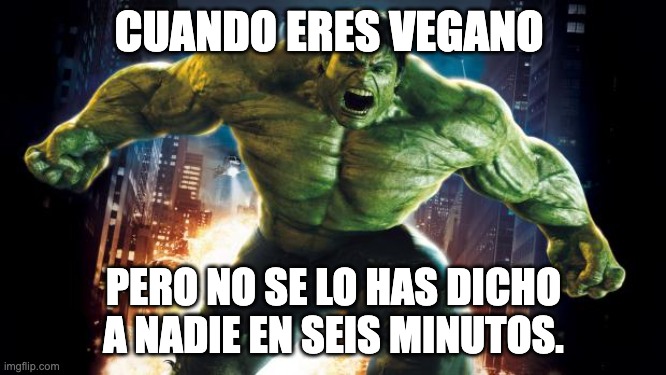 CUANDO ERES VEGANO
PERO NO SE LO HAS DICHO
A NADIE EN SEIS MINUTOS.
imgflip.com